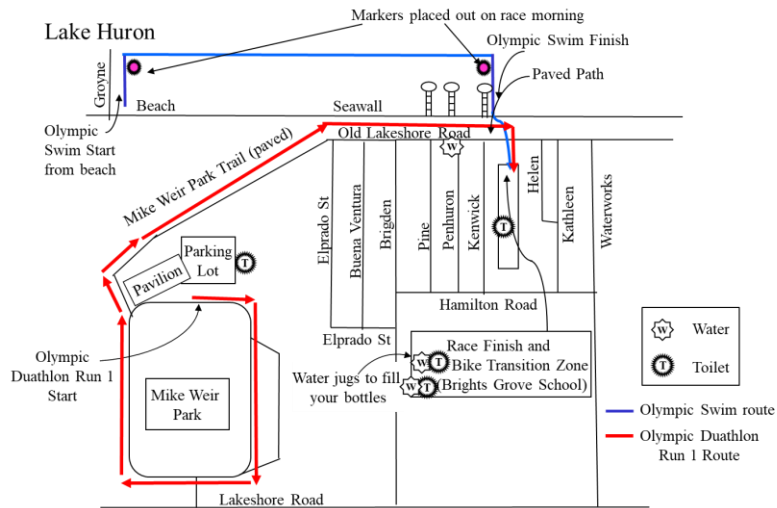 Markers placed out on race morning
Lake Huron
Olympic Swim Finish
Paved Path
Groyne
Beach
Seawall
Olympic
Swim Start
from beach
Old Lakeshore Road
W
Mike Weir Park Trail (paved)
Elprado St
Buena Ventura
Brigden
Pine
Penhuron
Kenwick
T
Helen
Kathleen
Waterworks
Parking
Lot
T
Pavilion
Hamilton Road
Elprado St
Olympic
Duathlon Run 1
Start
Mike Weir
Park
Water jugs to fill
your bottles
Race Finish and
W T Bike Transition Zone
W T (Brights Grove School)
W Water
T Toilet
Olympic Swim route
Olympic Duathlon
Run 1 Route
Lakeshore Road